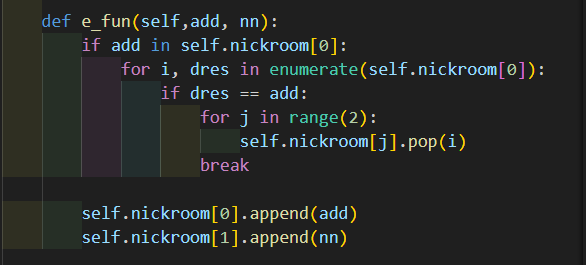 def e_fun(self,add, nn):
    if add in self.nickroom[0]:
        for i, dres in enumerate(self.nickroom[0]):
            if dres == add:
                for j in range(2):
                    self.nickroom[j].pop(i)
                break

    self.nickroom[0].append(add)
    self.nickroom[1].append(nn)